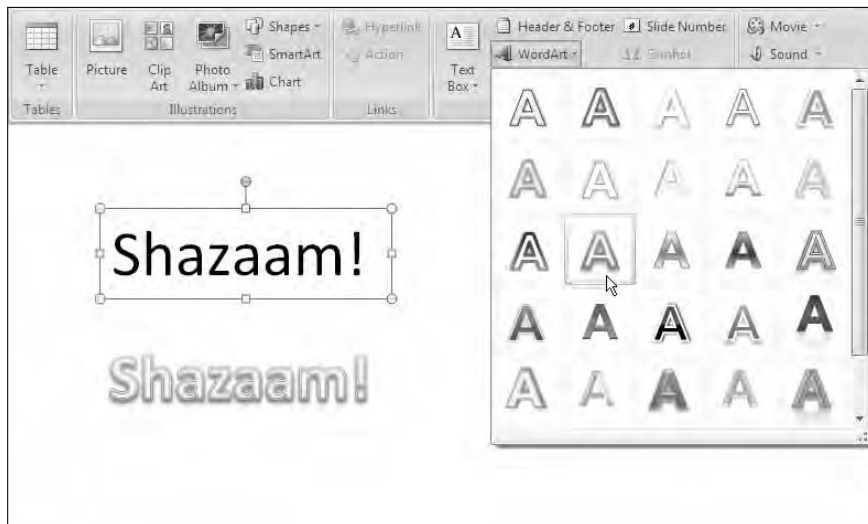 Header & Footer # Slide Number Movie
Shapes Hyperlink
SmartArt Action WordArt Symbol Sound
Table Picture Clip Art Photo Album Chart Text Box
Tables Illustrations Links
A A A A A
A A A A A
A A A A A
A A A A A
A A A A A
Shazaam!
Shazaam!